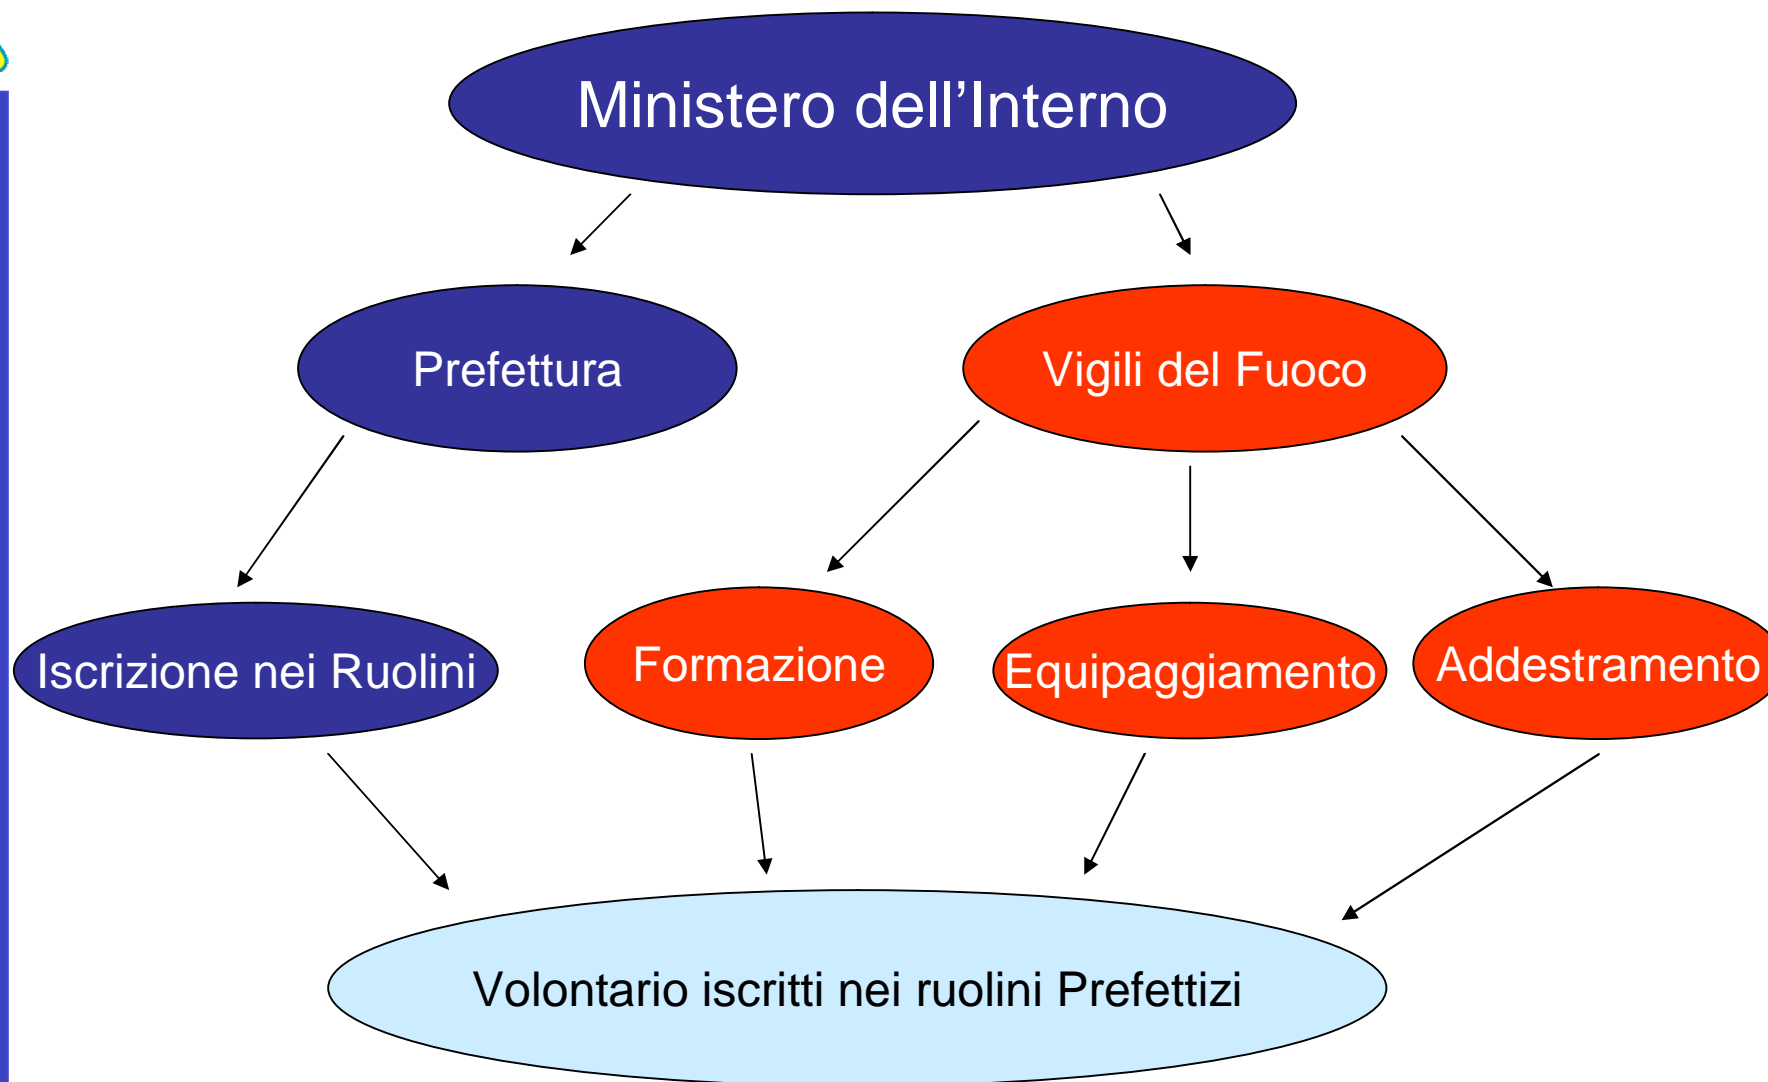 Ministero dell’Interno
Prefettura
Vigili del Fuoco
Iscrizione nei Ruolini
Formazione
Equipaggiamento
Addestramento
Volontario iscritti nei ruolini Prefettizi